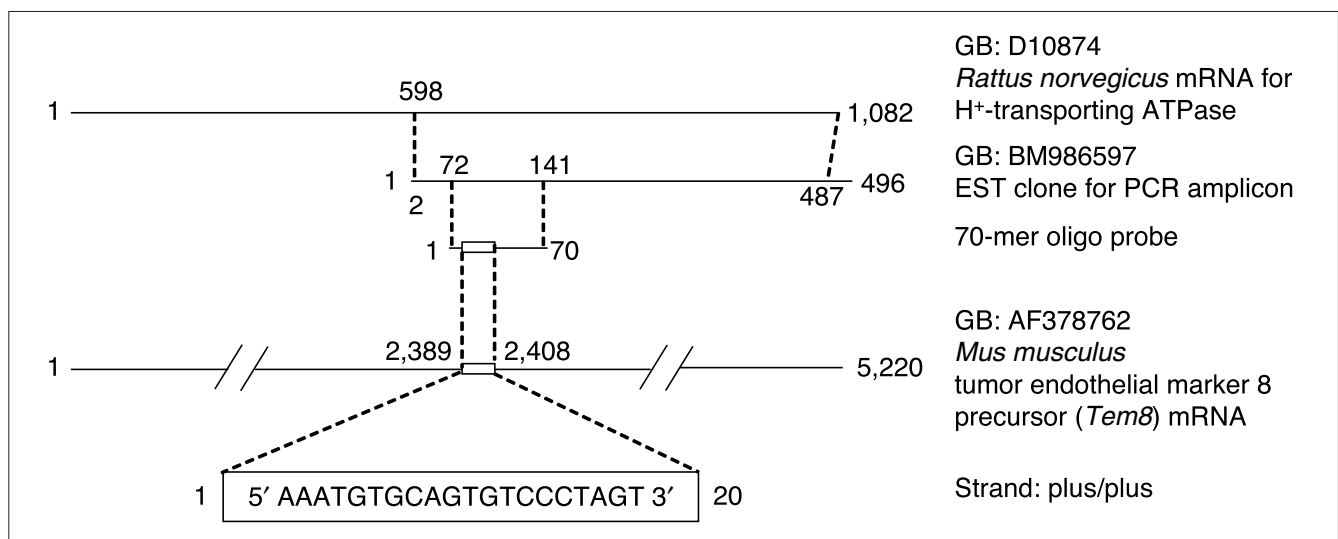 GB: D10874
Rattus norvegicus mRNA for
H+-transporting ATPase
598
1
1,082
GB: BM986597
EST clone for PCR amplicon
72
141
1
2
487
496
1
70
70-mer oligo probe
GB: AF378762
Mus musculus
tumor endothelial marker 8
precursor (Tem8) mRNA
1
2,389
2,408
5,220
1
5′ AAATGTGCAGTGTCCCTAGT 3′
20
Strand: plus/plus